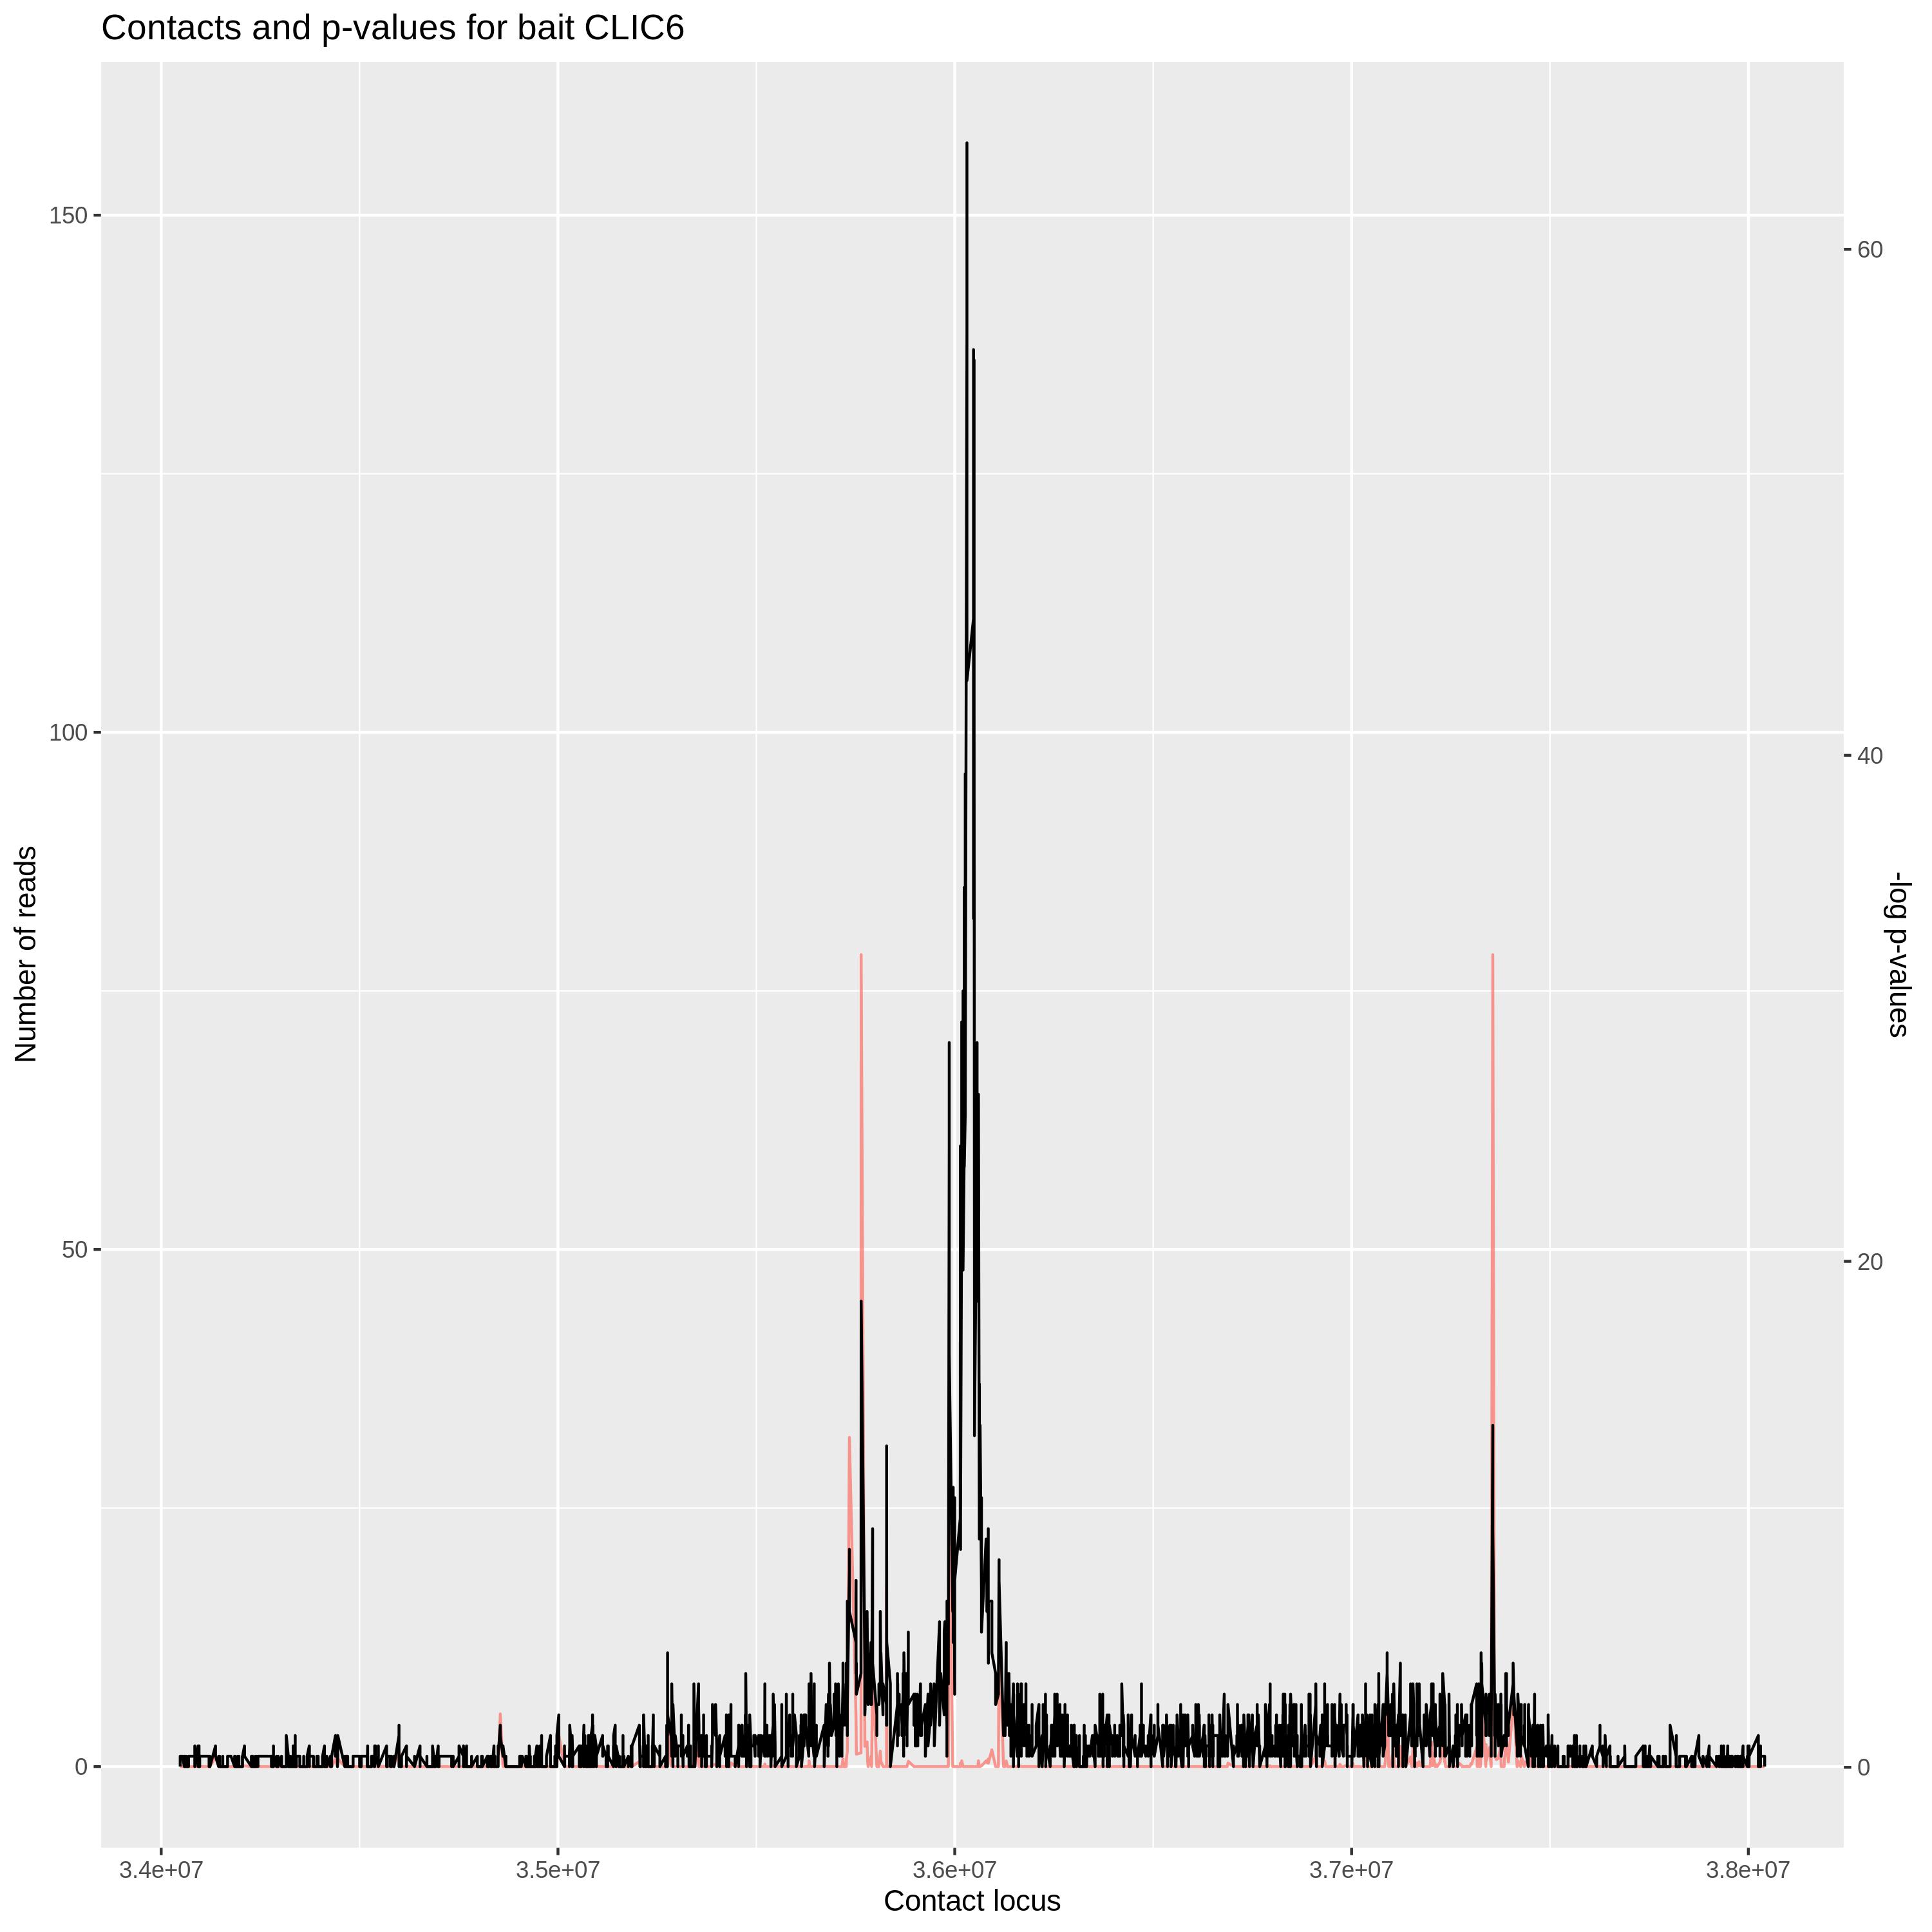 Contacts and p-values for bait CLIC6
150
100
50
0
Number of reads
60
40
20
0
-log p-values
3.4e+07 3.5e+07 3.6e+07 3.7e+07 3.8e+07
Contact locus